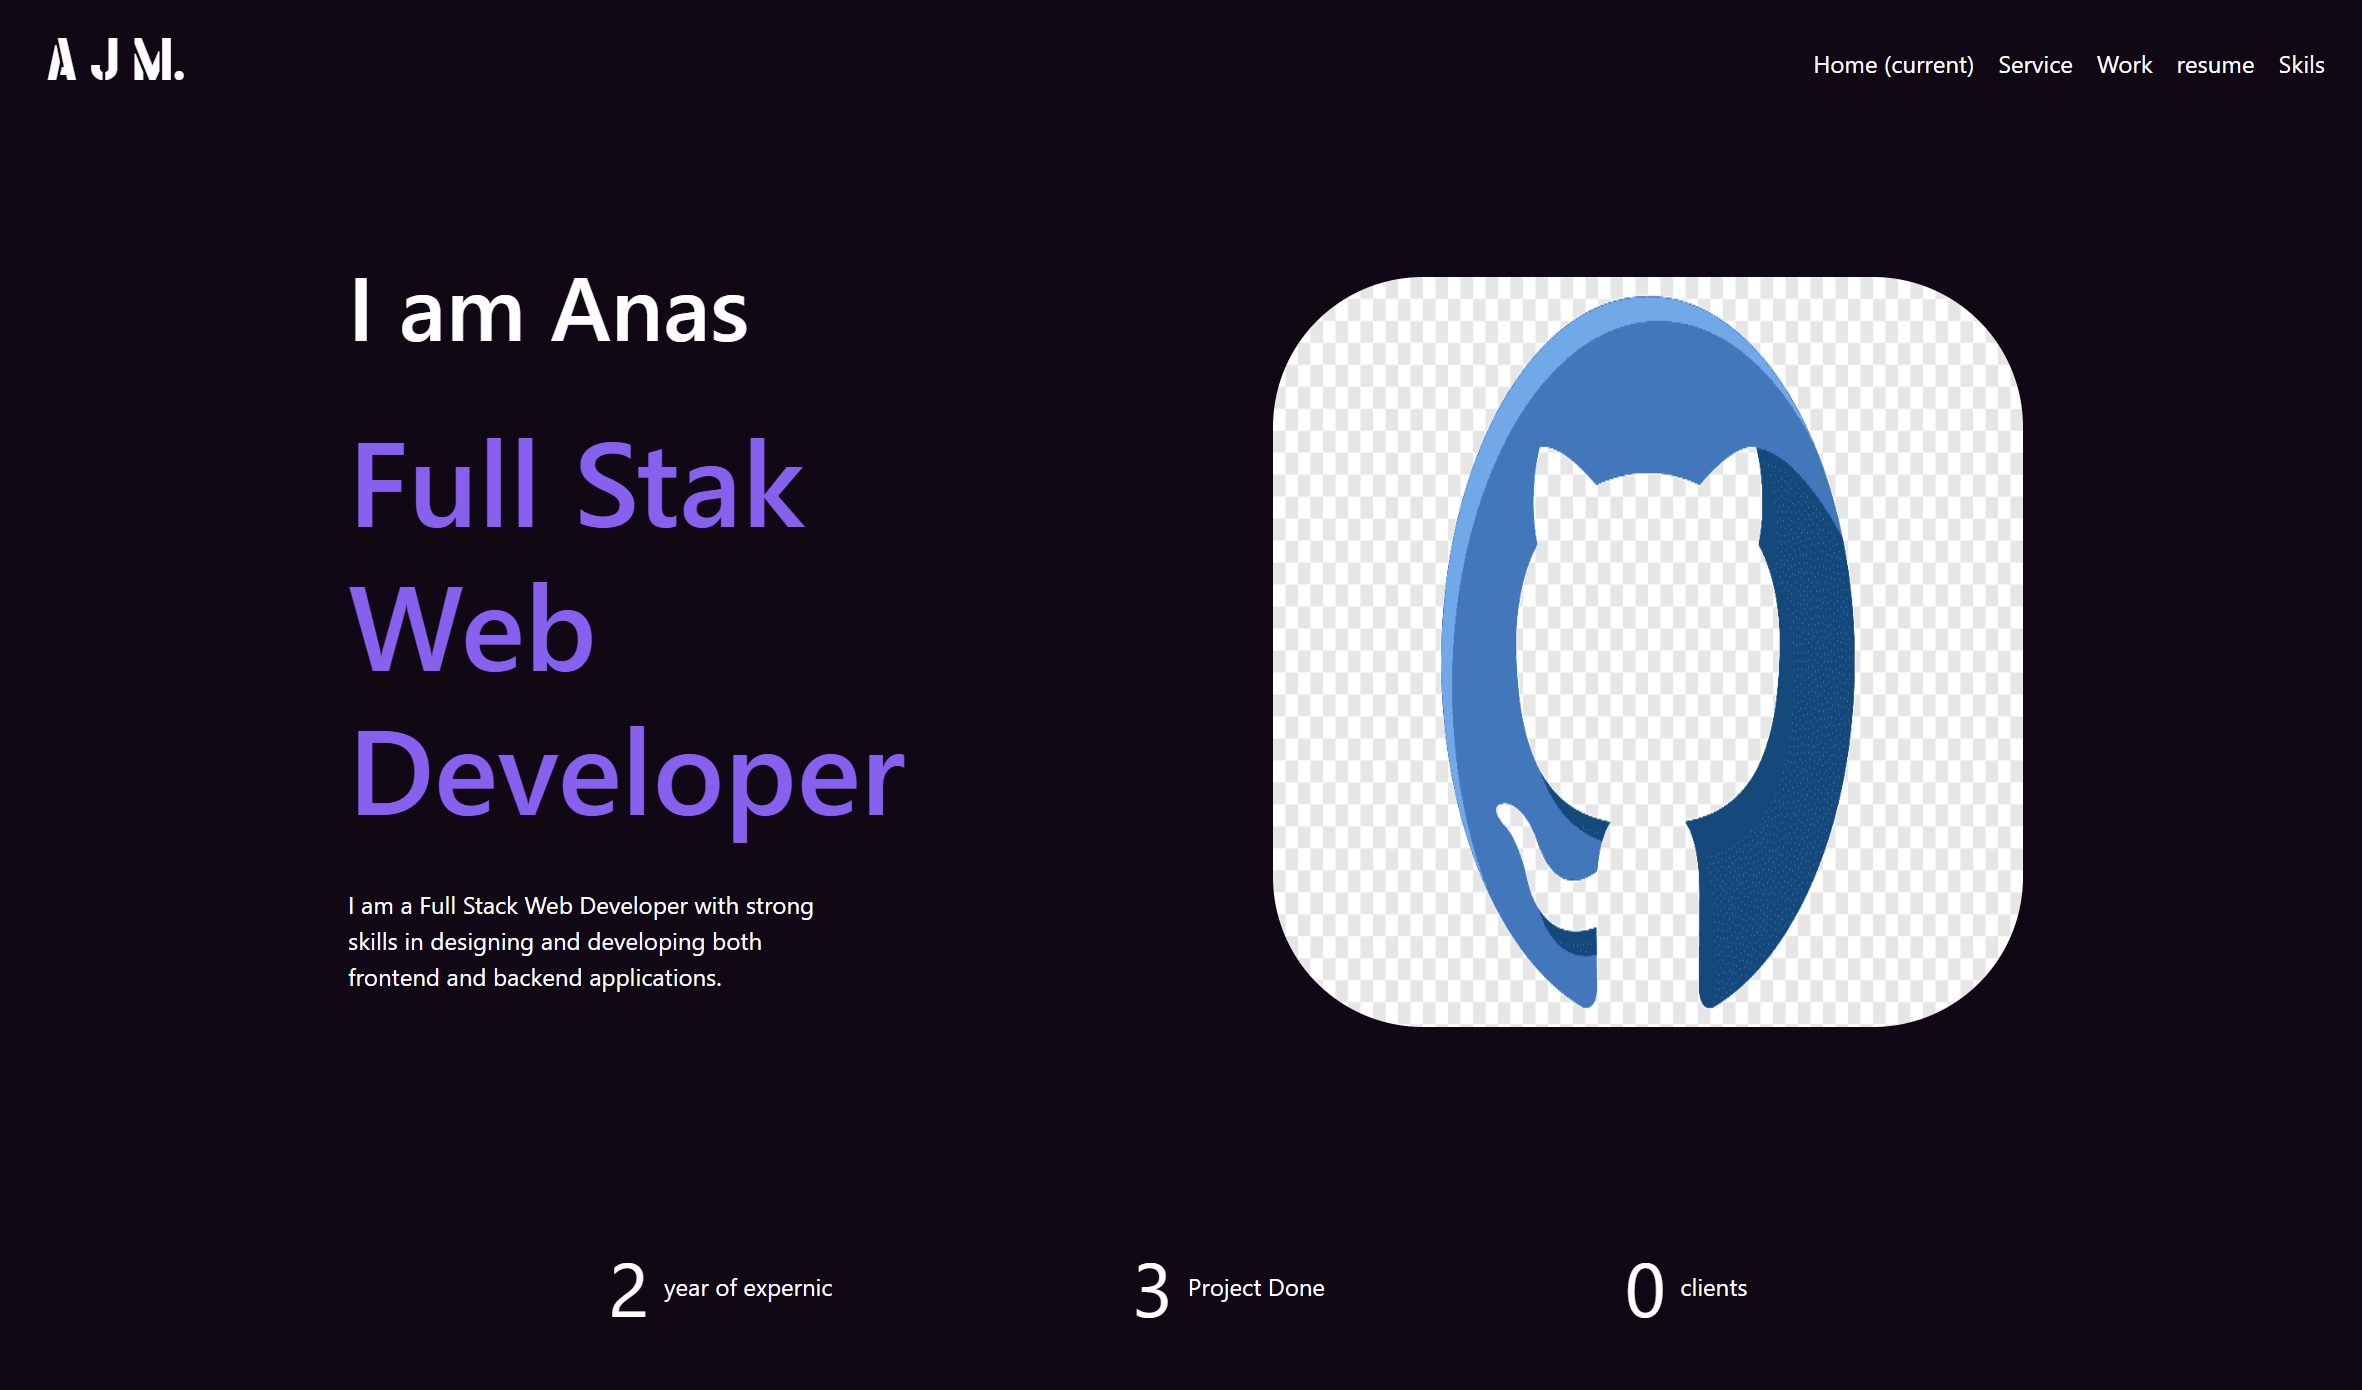 A J M.
Home (current) Service Work resume Skils
I am Anas
Full Stak
Web
Developer
I am a Full Stack Web Developer with strong
skills in designing and developing both
frontend and backend applications.
2 year of expernic 3 Project Done 0 clients